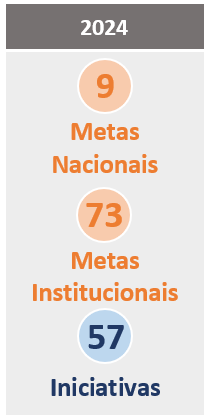 2024
9
Metas
Nacionais
73
Metas
Institucionais
57
Iniciativas